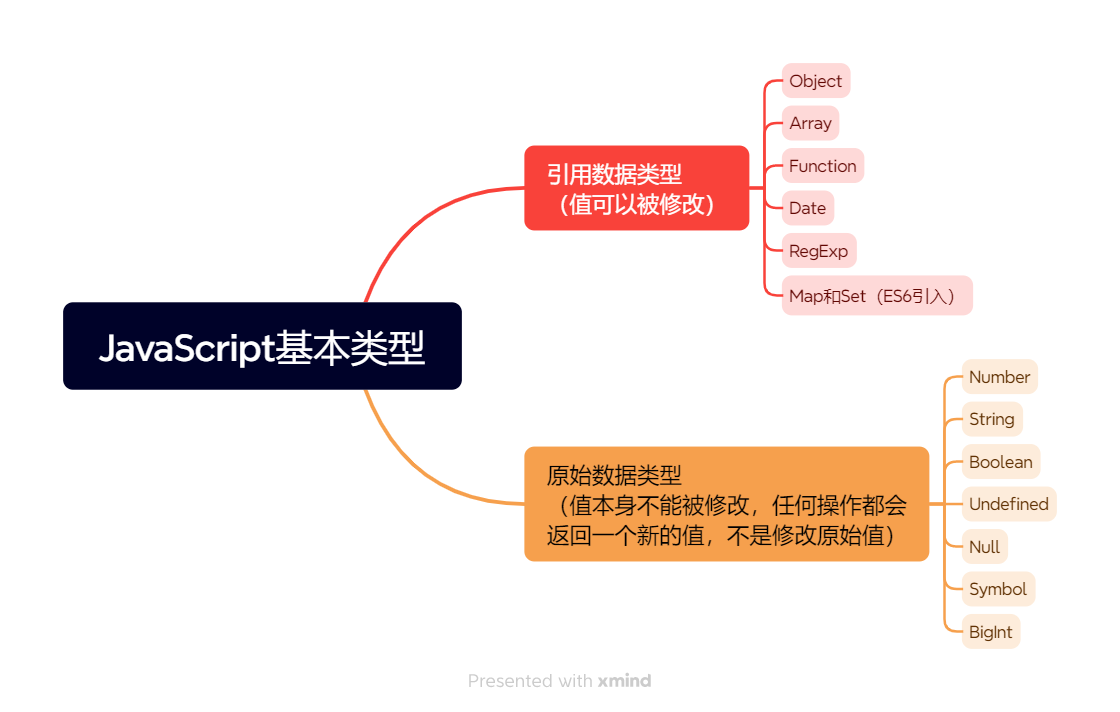 JavaScript基本类型
引用数据类型
（值可以被修改）
Object
Array
Function
Date
RegExp
Map和Set（ES6引入）
原始数据类型
（值本身不能被修改，任何操作都会
返回一个新的值，不是修改原始值）
Number
String
Boolean
Undefined
Null
Symbol
BigInt
Presented with xmind